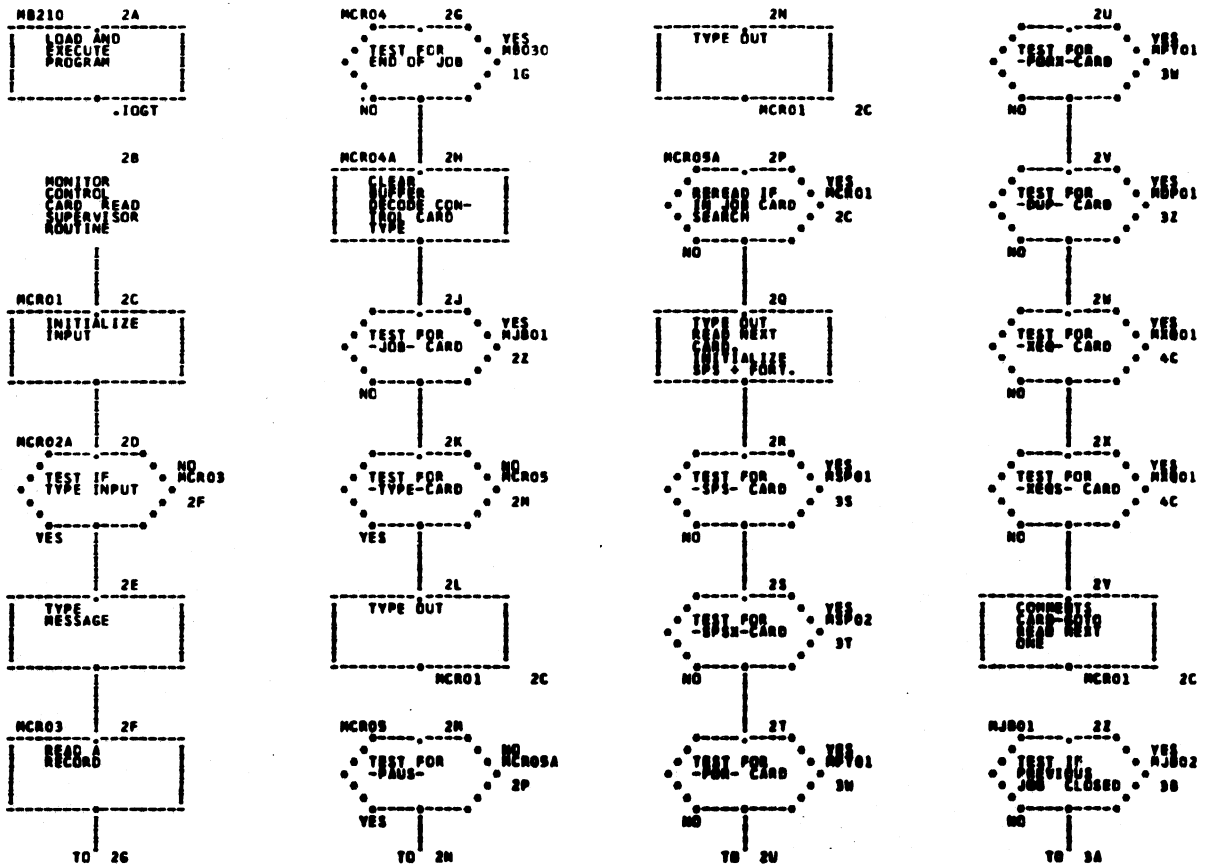 MB210 2A
LOAD AND
EXECUTE
PROGRAM
.IOGT
2B
MONITOR
CONTROL
CARD READ
SUPERVISOR
ROUTINE
MCR01 2C
INITIALIZE
INPUT
MCR02A 2D
TEST IF
TYPE INPUT
NO
MCR03
2F
YES
2E
TYPE
MESSAGE
MCR03 2F
READ A
RECORD
TO 2G
MCR04 2G
TEST FOR
END OF JOB
YES
MB030
1G
NO
MCR04A 2H
CLEAR
BUFFER
DECODE CON-
TROL CARD
TYPE
2J
TEST FOR
-JOB- CARD
YES
MJB01
2Z
NO
2K
TEST FOR
-TYPE-CARD
NO
MCR05
2M
YES
2L
TYPE OUT
MCR01 2C
MCR05 2M
TEST FOR
-PAUS-
NO
MCR05A
2P
YES
TO 2N
2N
TYPE OUT
MCR01 2C
MCR05A 2P
REREAD IF
IN JOB CARD
SEARCH
YES
MCR01
2C
NO
2Q
TYPE OUT
READ NEXT
CARD.
INITIALIZE
SPS + FORT.
2R
TEST FOR
-SPS- CARD
YES
MSP01
3S
NO
2S
TEST FOR
-SPSX-CARD
YES
MSP02
3T
NO
2T
TEST FOR
-FOR- CARD
YES
MFT01
3W
NO
TO 2U
2U
TEST FOR
-FORX-CARD
YES
MFT01
3W
NO
2V
TEST FOR
-DUP- CARD
YES
MDP01
3Z
NO
2W
TEST FOR
-XEQ- CARD
YES
MXQ01
4C
NO
2X
TEST FOR
-XEQS- CARD
YES
MXQ01
4C
NO
2Y
COMMENTS
CARD-GOTO
READ NEXT
ONE
MCR01 2C
MJB01 2Z
TEST IF
PREVIOUS
JOB CLOSED
YES
MJB02
3B
NO
TO 3A